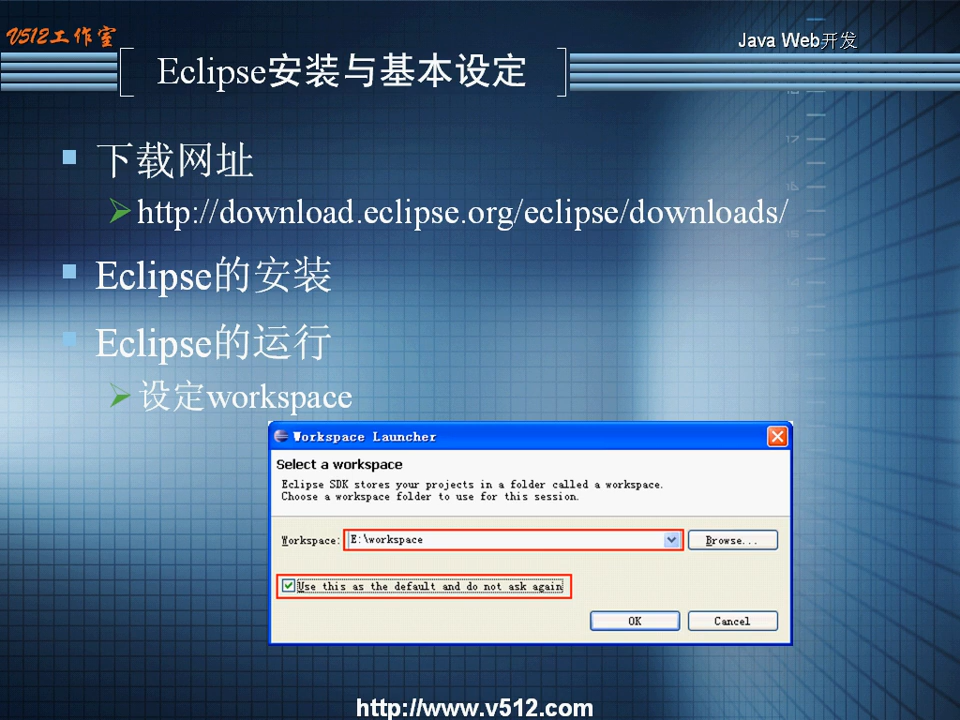 V512工作室
Java Web开发
Eclipse安装与基本设定
下载网址
http://download.eclipse.org/eclipse/downloads/
Eclipse的安装
Eclipse的运行
设定workspace
Workspace Launcher
Select a workspace
Eclipse SDK stores your projects in a folder called a workspace.
Choose a workspace folder to use for this session.
Workspace: E:\workspace Browse...
Use this as the default and do not ask again
OK Cancel
http://www.v512.com